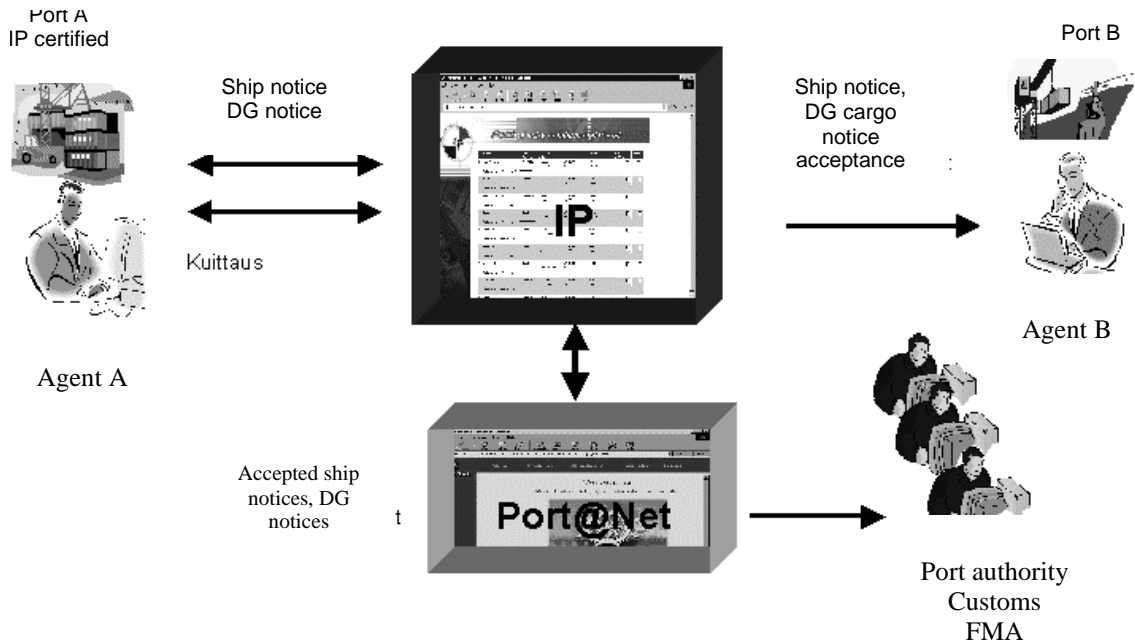 Port A
IP certified
Ship notice
DG notice
Kuittaus
Agent A
IP
Ship notice,
DG cargo
notice
acceptance
:
Port B
Agent B
Accepted ship
notices, DG
notices
t
Port@Net
Port authority
Customs
FMA